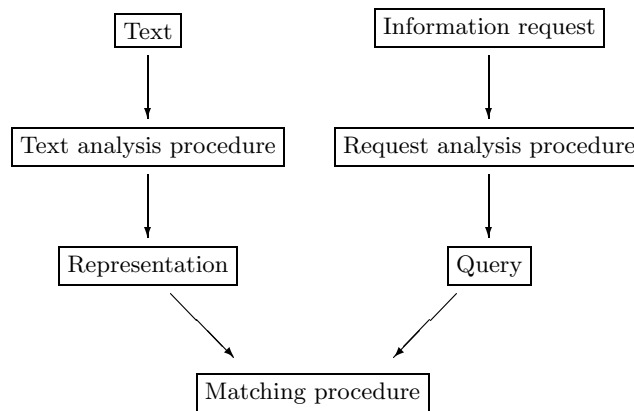 Text
Information request
Text analysis procedure
Request analysis procedure
Representation
Query
Matching procedure